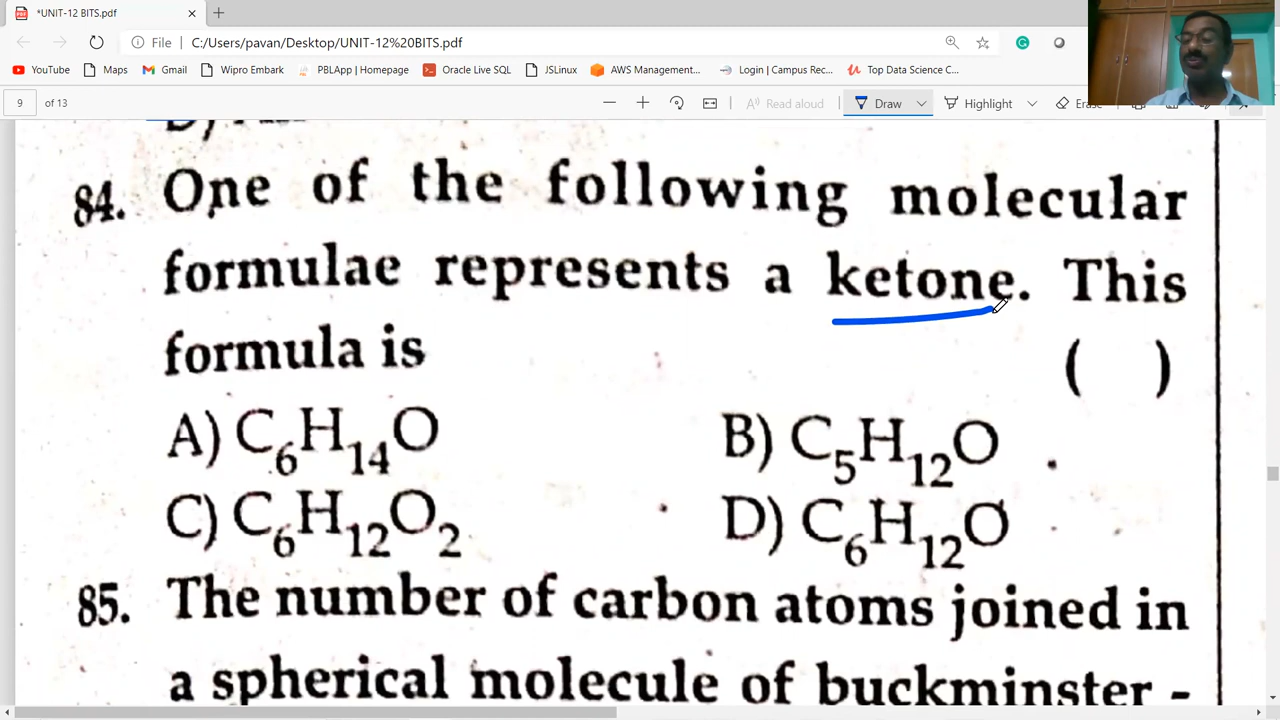 *UNIT-12 BITS.pdf
File C:/Users/pavan/Desktop/UNIT-12%20BITS.pdf
YouTube Maps Gmail Wipro Embark PBLApp | Homepage Oracle Live SQL JSLinux AWS Management... Login | Campus Rec... Top Data Science C...
9 of 13 Read aloud Draw Highlight Erase
84. One of the following molecular
formulae represents a ketone. This
formula is ( )
A) C6H14O B) C5H12O
C) C6H12O2 D) C6H12O
85. The number of carbon atoms joined in
a spherical molecule of buckminster -